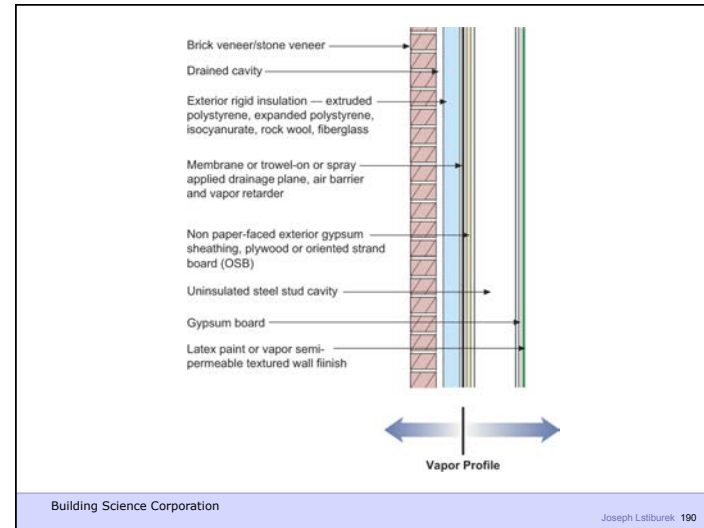 Brick veneer/stone veneer
Drained cavity
Exterior rigid insulation — extruded
polystyrene, expanded polystyrene,
isocyanurate, rock wool, fiberglass
Membrane or trowel-on or spray
applied drainage plane, air barrier
and vapor retarder
Non paper-faced exterior gypsum
sheathing, plywood or oriented strand
board (OSB)
Uninsulated steel stud cavity
Gypsum board
Latex paint or vapor semi-
permeable textured wall fiinish
Vapor Profile
Building Science Corporation
Joseph Lstiburek 190